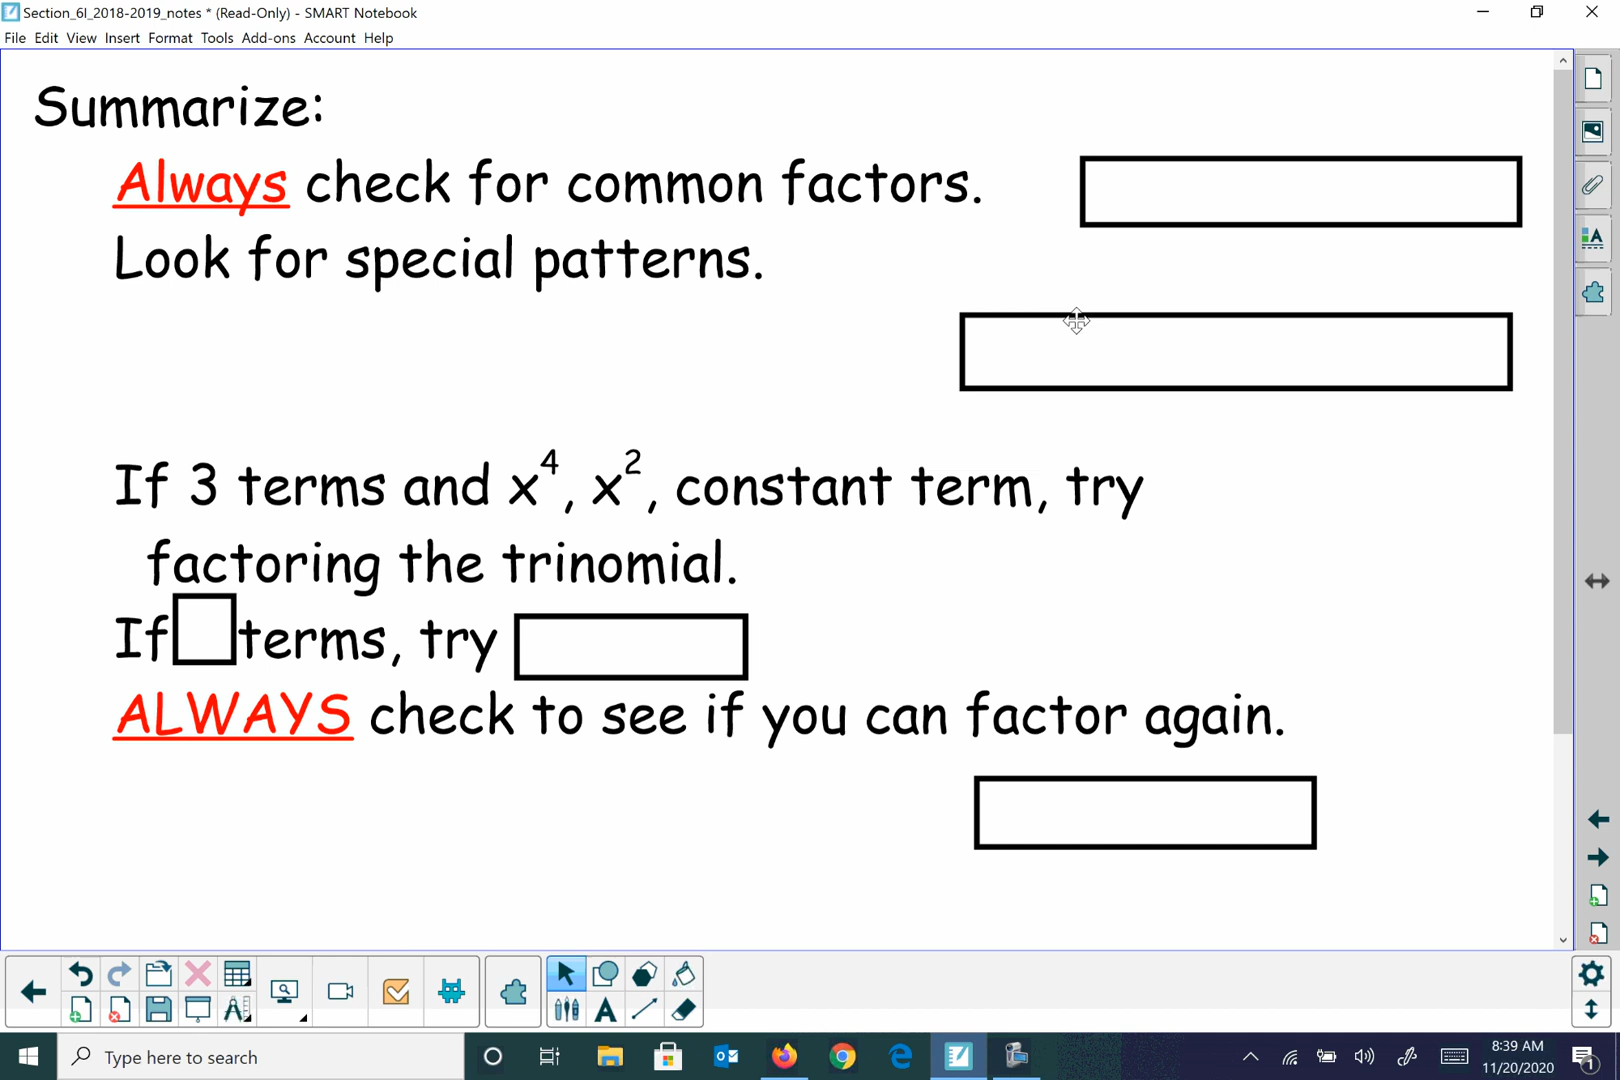 Section_6I_2018-2019_notes * (Read-Only) - SMART Notebook
File Edit View Insert Format Tools Add-ons Account Help
Summarize:
Always check for common factors.
Look for special patterns.
If 3 terms and x⁴, x², constant term, try
factoring the trinomial.
If terms, try
ALWAYS check to see if you can factor again.
Type here to search
8:39 AM
11/20/2020
1